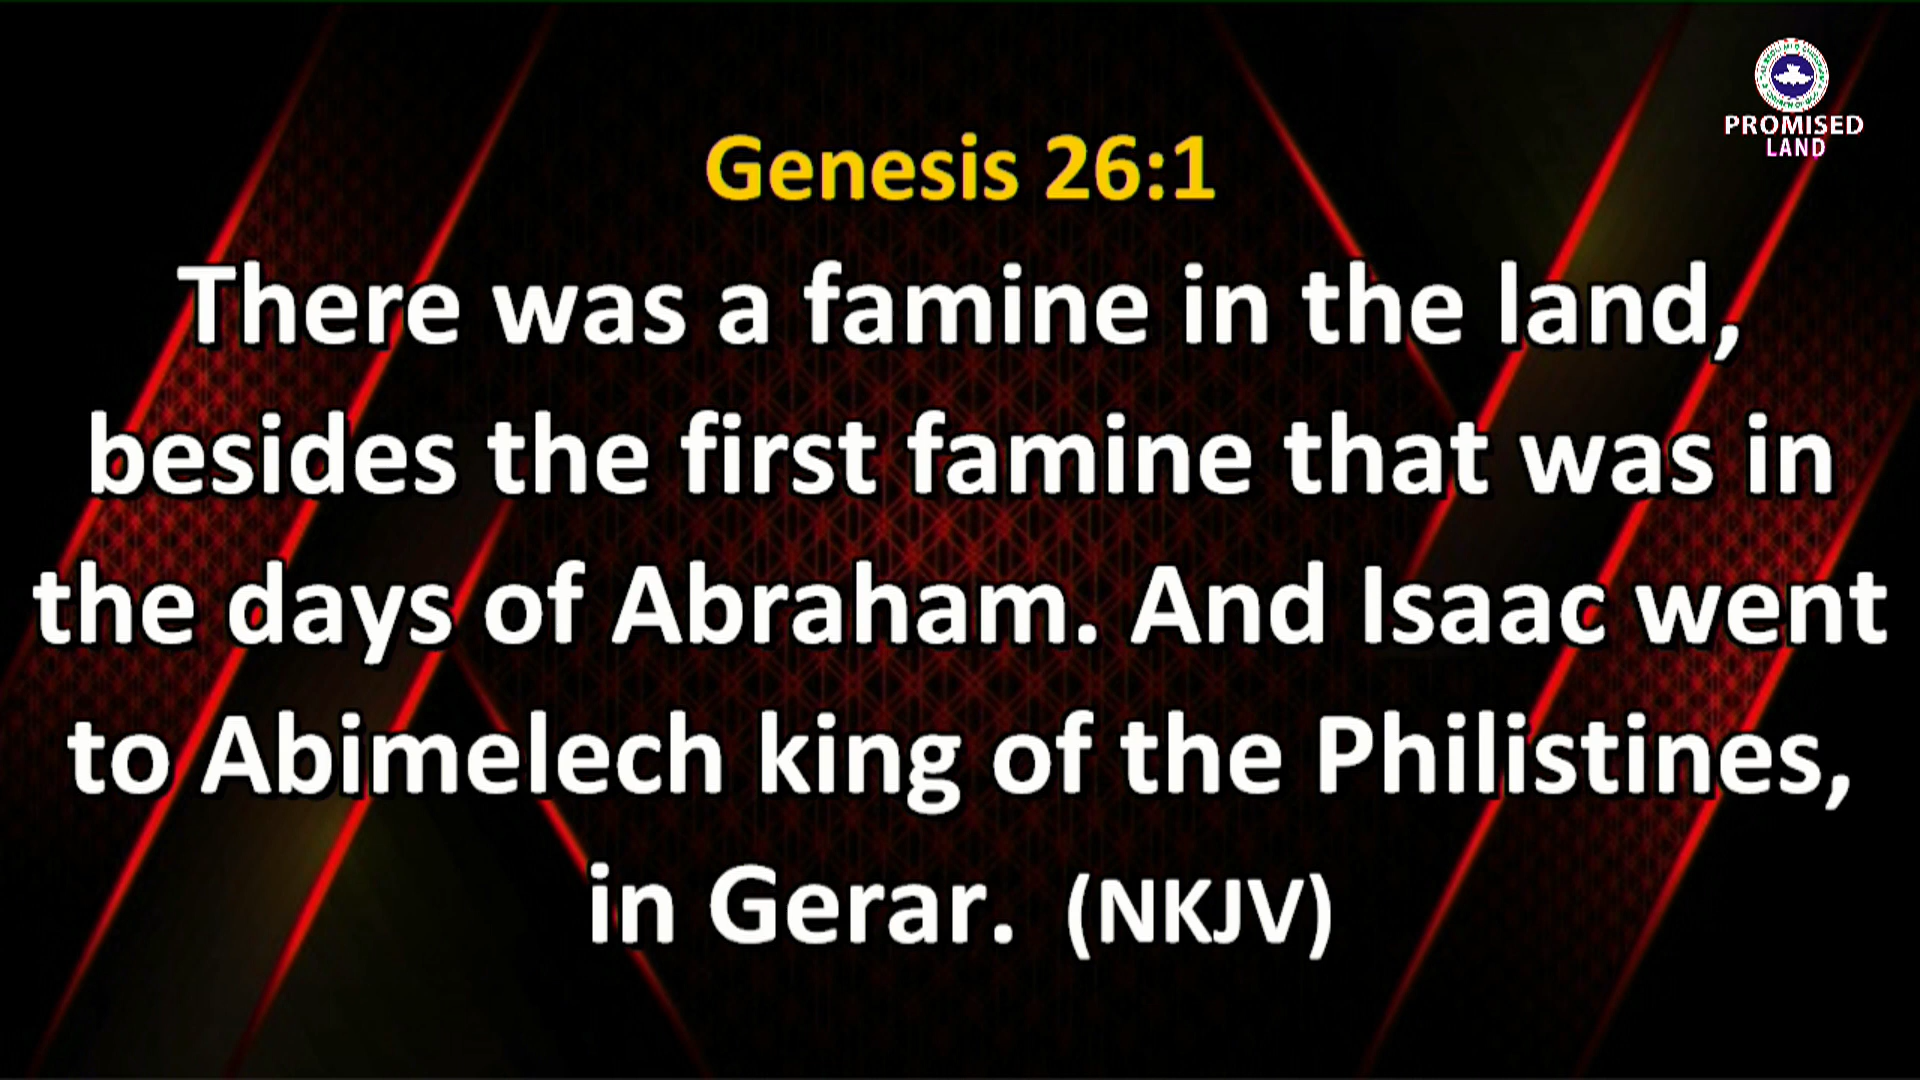 PROMISED
LAND
Genesis 26:1
There was a famine in the land,
besides the first famine that was in
the days of Abraham. And Isaac went
to Abimelech king of the Philistines,
in Gerar. (NKJV)